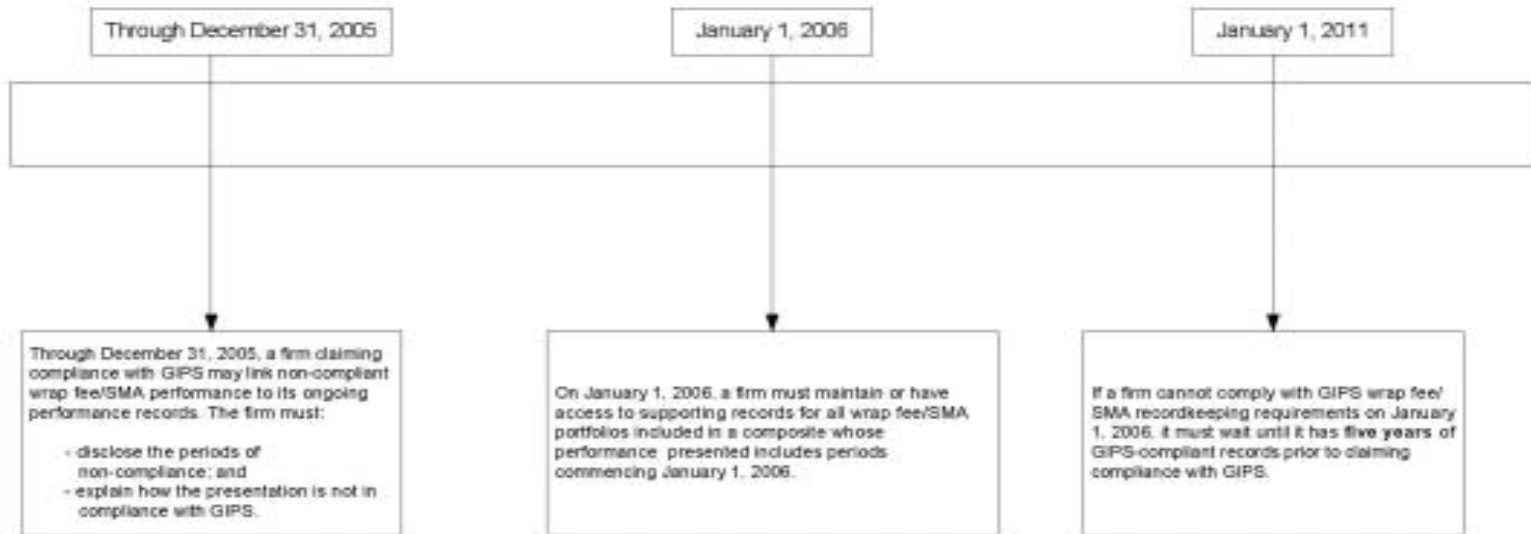 Through December 31, 2005
January 1, 2006
January 1, 2011
Through December 31, 2005, a firm claiming
compliance with GIPS may link non-compliant
wrap fee/SMA performance to its ongoing
performance records. The firm must:
- disclose the periods of
non-compliance; and
- explain how the presentation is not in
compliance with GIPS.
On January 1, 2006, a firm must maintain or have
access to supporting records for all wrap fee/SMA
portfolios included in a composite whose
performance presented includes periods
commencing January 1, 2006.
If a firm cannot comply with GIPS wrap fee/
SMA recordkeeping requirements on January
1, 2006, it must wait until it has five years of
GIPS-compliant records prior to claiming
compliance with GIPS.